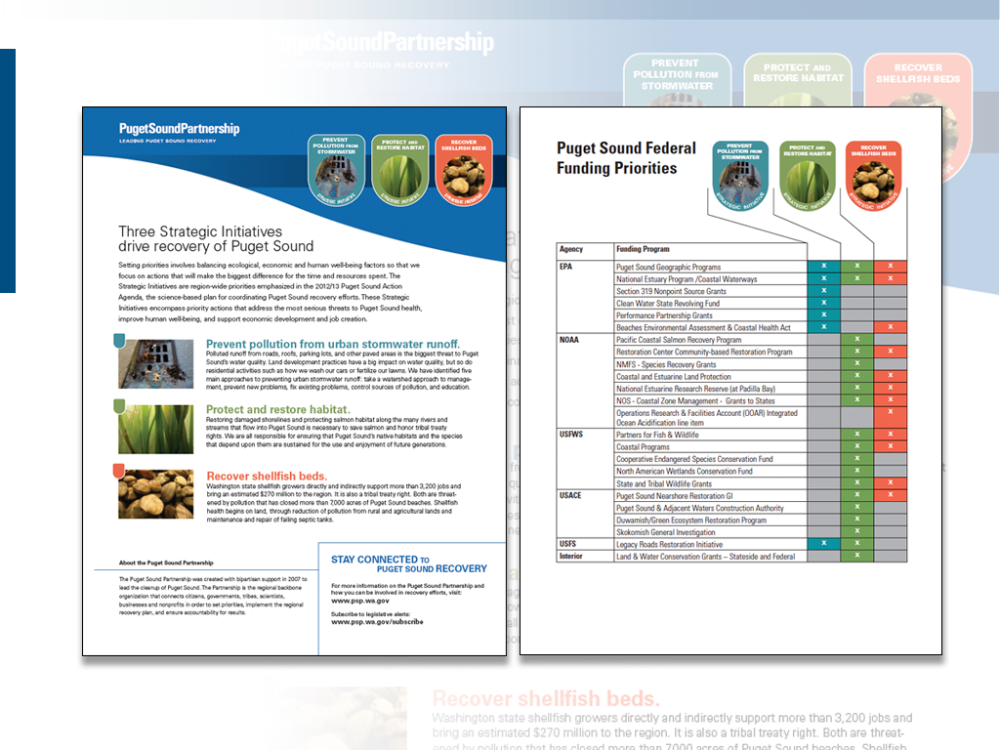 PugetSoundPartnership
PUGET SOUND RECOVERY
PREVENT
POLLUTION FROM
STORMWATER
PROTECT AND
RESTORE HABITAT
RECOVER
SHELLFISH BEDS
PugetSoundPartnership
LEADING PUGET SOUND RECOVERY
PREVENT
POLLUTION FROM
STORMWATER
STRATEGIC INITIATIVE
PROTECT AND
RESTORE HABITAT
STRATEGIC INITIATIVE
RECOVER
SHELLFISH BEDS
STRATEGIC INITIATIVE
Three Strategic Initiatives
drive recovery of Puget Sound
Setting priorities involves balancing ecological, economic and human well-being factors so that we
focus on actions that will make the biggest difference for the time and resources spent. The
Strategic Initiatives are region-wide priorities emphasized in the 2012/13 Puget Sound Action
Agenda, the science-based plan for coordinating Puget Sound recovery efforts. These Strategic
Initiatives encompass priority actions that address the most serious threats to Puget Sound health,
improve human well-being, and support economic development and job creation.
Prevent pollution from urban stormwater runoff.
Polluted runoff from roads, roofs, parking lots, and other paved areas is the biggest threat to Puget
Sound's water quality. Land development practices have a big impact on water quality, but so do
residential activities such as how we wash our cars or fertilize our lawns. We have identified five
main approaches to preventing urban stormwater runoff: take a watershed approach to manage-
ment, prevent new problems, fix existing problems, control sources of pollution, and education.
Protect and restore habitat.
Restoring damaged shorelines and protecting salmon habitat along the many rivers and
streams that flow into Puget Sound is necessary to save salmon and honor tribal treaty
rights. We are all responsible for ensuring that Puget Sound's native habitats and the species
that depend upon them are sustained for the use and enjoyment of future generations.
Recover shellfish beds.
Washington state shellfish growers directly and indirectly support more than 3,200 jobs and
bring an estimated $270 million to the region. It is also a tribal treaty right. Both are threat-
ened by pollution that has closed more than 7,000 acres of Puget Sound beaches. Shellfish
health begins on land, through reduction of pollution from rural and agricultural lands and
maintenance and repair of failing septic tanks.
About the Puget Sound Partnership
The Puget Sound Partnership was created with bipartisan support in 2007 to
lead the cleanup of Puget Sound. The Partnership is the regional backbone
organization that connects citizens, governments, tribes, scientists,
businesses and nonprofits in order to set priorities, implement the regional
recovery plan, and ensure accountability for results.
STAY CONNECTED TO
PUGET SOUND RECOVERY
For more information on the Puget Sound Partnership and
how you can be involved in recovery efforts, visit:
www.psp.wa.gov
Subscribe to legislative alerts:
www.psp.wa.gov/subscribe
Puget Sound Federal
Funding Priorities
PREVENT
POLLUTION FROM
STORMWATER
STRATEGIC INITIATIVE
PROTECT AND
RESTORE HABITAT
STRATEGIC INITIATIVE
RECOVER
SHELLFISH BEDS
STRATEGIC INITIATIVE
Agency Funding Program
EPA Puget Sound Geographic Programs X X X
National Estuary Program /Coastal Waterways X X X
Section 319 Nonpoint Source Grants X
Clean Water State Revolving Fund X
Performance Partnership Grants X
Beaches Environmental Assessment & Coastal Health Act X X
NOAA Pacific Coastal Salmon Recovery Program X
Restoration Center Community-based Restoration Program X X
NMFS - Species Recovery Grants X
Coastal and Estuarine Land Protection X X
National Estuarine Research Reserve (at Padilla Bay) X X
NOS - Coastal Zone Management - Grants to States X X
Operations Research & Facilities Account (OOAR) Integrated X
Ocean Acidification line item
USFWS Partners for Fish & Wildlife X X
Coastal Programs X X
Cooperative Endangered Species Conservation Fund X
North American Wetlands Conservation Fund X
State and Tribal Wildlife Grants X X
USACE Puget Sound Nearshore Restoration GI X X
Puget Sound & Adjacent Waters Construction Authority X
Duwamish/Green Ecosystem Restoration Program X
Skokomish General Investigation X
USFS Legacy Roads Restoration Initiative X X
Interior Land & Water Conservation Grants – Stateside and Federal X
Recover shellfish beds.
Washington state shellfish growers directly and indirectly support more than 3,200 jobs and
bring an estimated $270 million to the region. It is also a tribal treaty right. Both are threat-
ened by pollution that has closed more than 7,000 acres of Puget Sound beaches. Shellfish